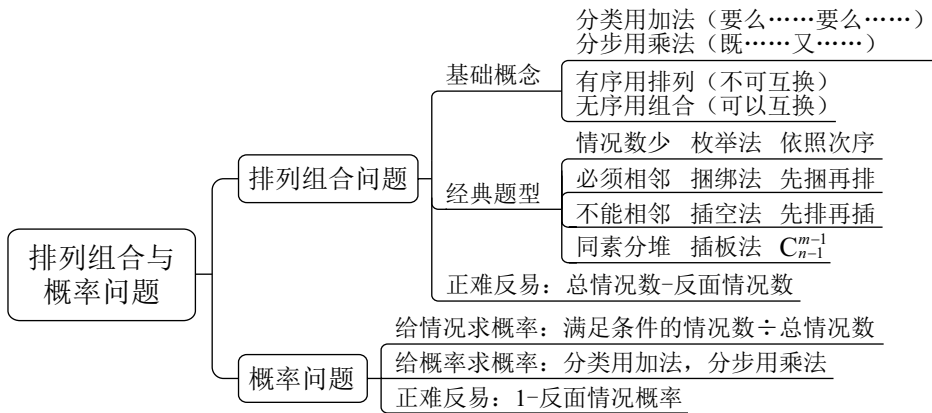 分类用加法（要么……要么……）
分步用乘法（既……又……）
基础概念
有序用排列（不可互换）
无序用组合（可以互换）
情况数少 枚举法 依照次序
排列组合问题
必须相邻 捆绑法 先捆再排
经典题型
不能相邻 插空法 先排再插
同素分堆 插板法 C_{n-1}^{m-1}
排列组合与
概率问题
正难反易：总情况数-反面情况数
给情况求概率：满足条件的情况数÷总情况数
概率问题
给概率求概率：分类用加法，分步用乘法
正难反易：1-反面情况概率